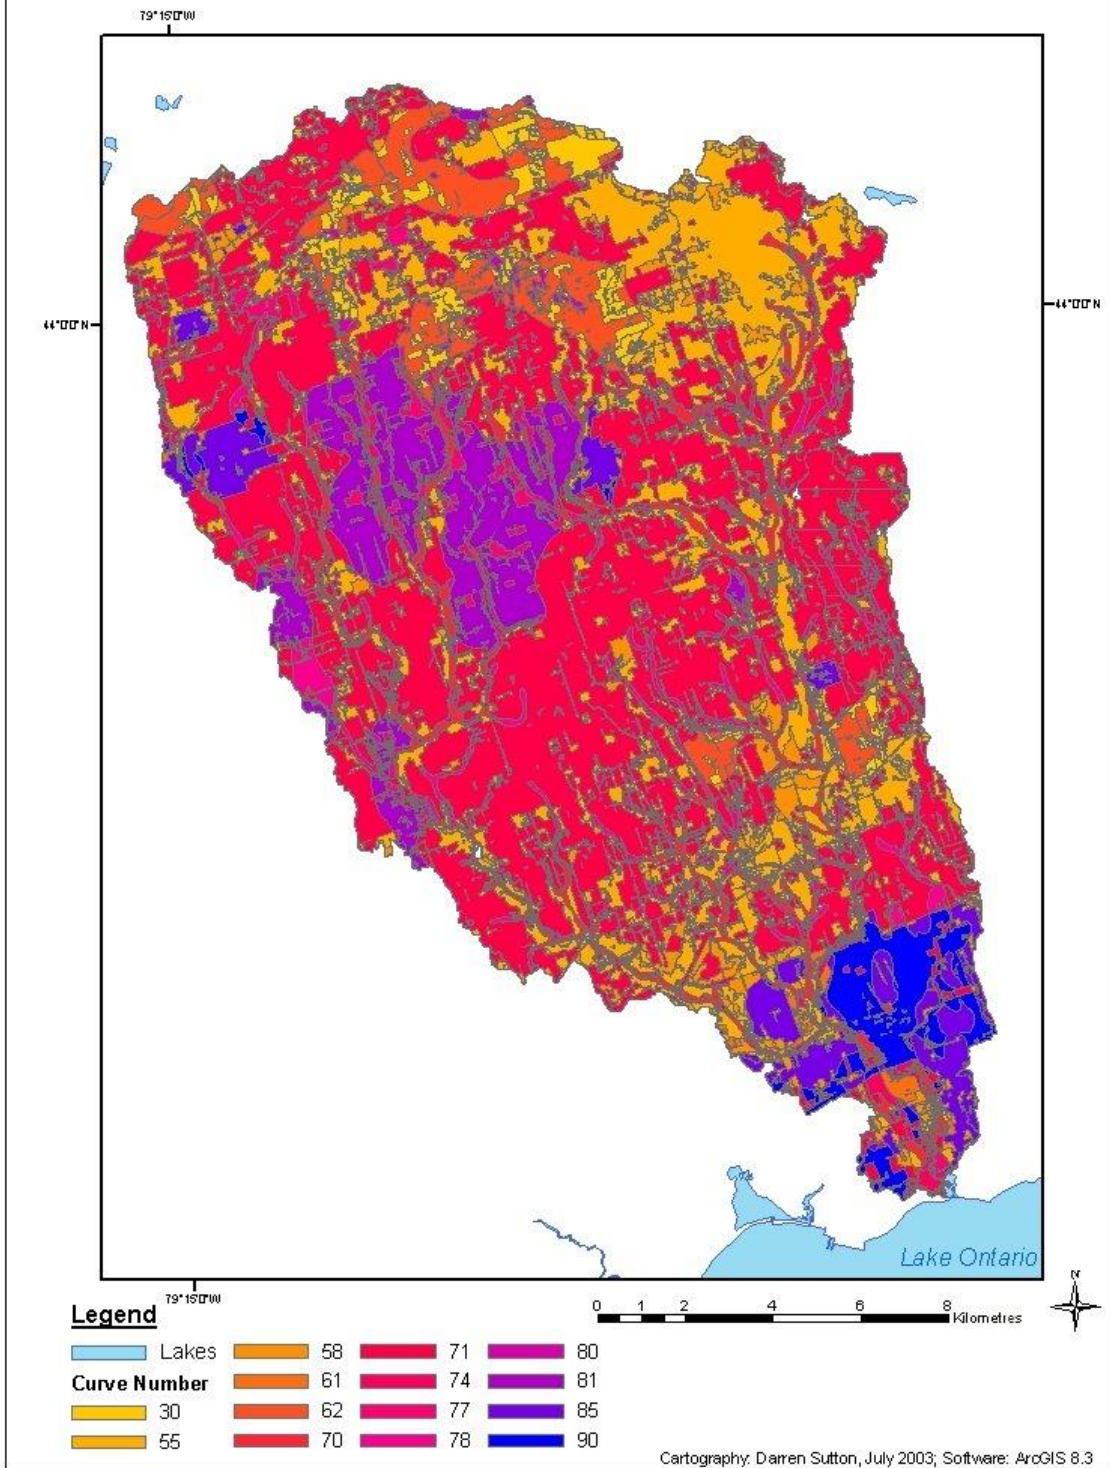 79°15'0"W
44°0'0"N
44°0'0"N
Lake Ontario
79°15'0"W
N
Legend
0 1 2 4 6 8
Kilometres
Lakes
Curve Number
30
55
58
61
62
70
71
74
77
78
80
81
85
90
Cartography: Darren Sutton, July 2003; Software: ArcGIS 8.3